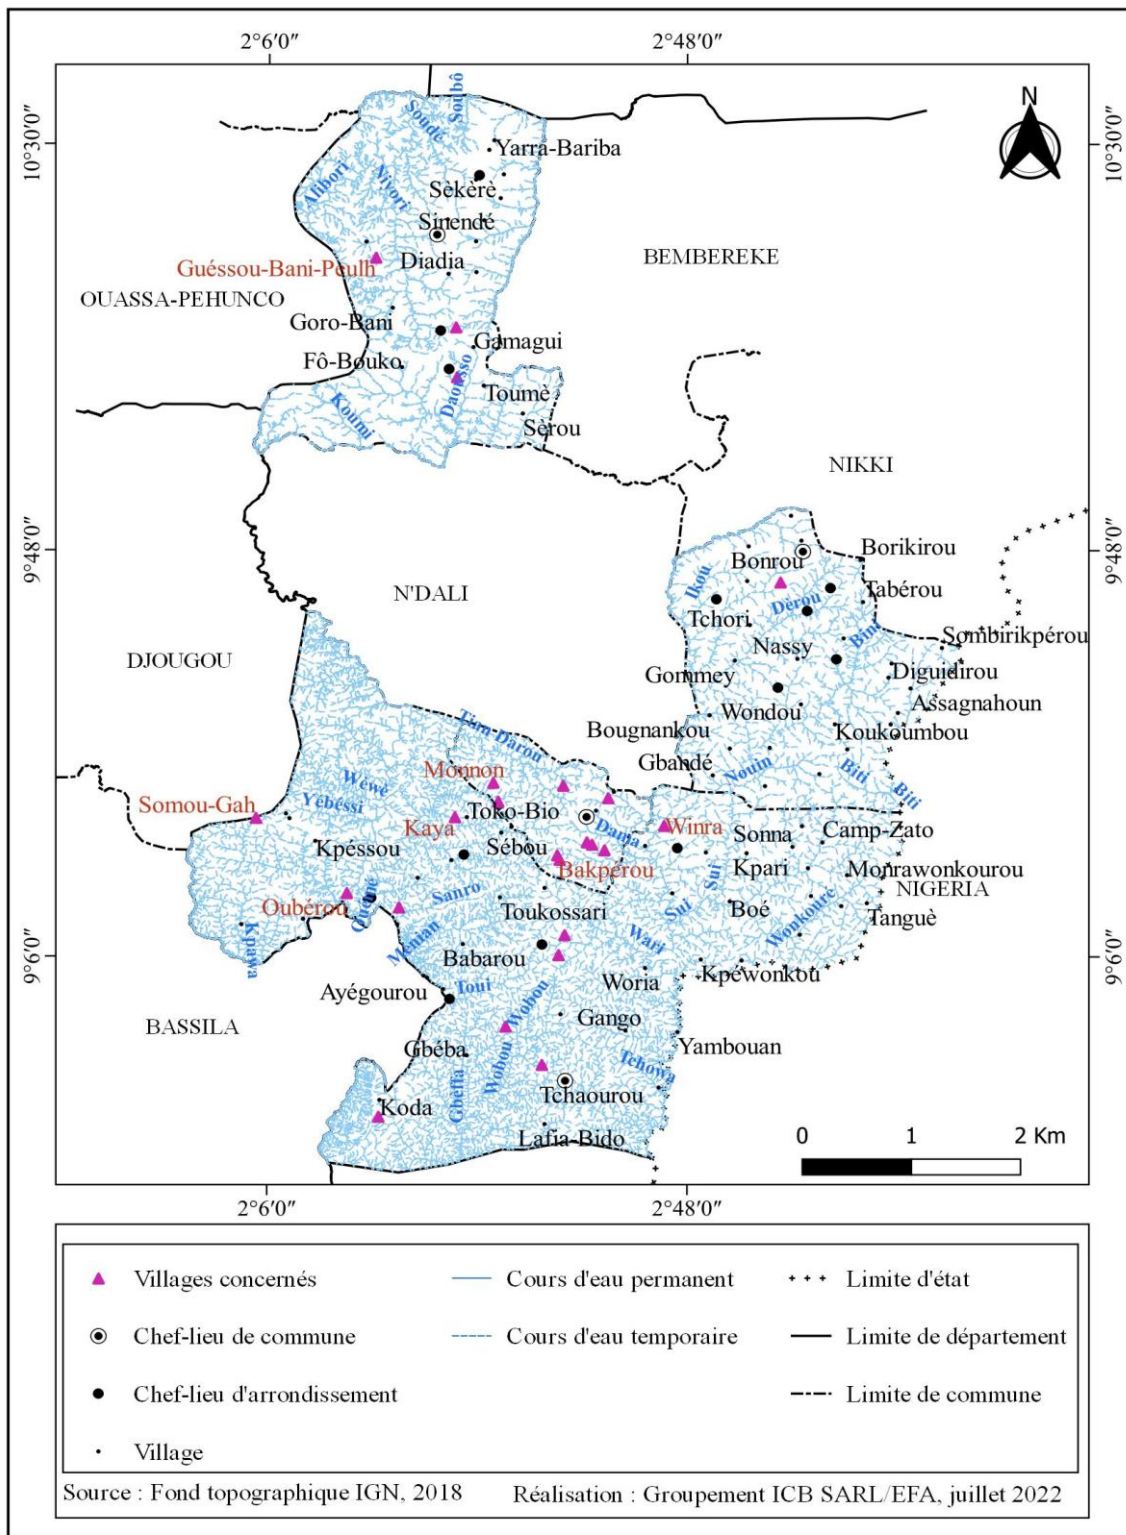 2°6′0″
2°48′0″
10°30′0″
10°30′0″
N
Soubô
Soudé
Yarra-Bariba
Alibori
Niyori
Sèkèrè
Sinendé
BEMBEREKE
Guéssou-Bani-Peulh
Diadia
OUASSA-PEHUNCO
Goro-Bani
Gamagui
Fô-Bouko
Daousso
Toumè
Koumi
Sèrou
NIKKI
9°48′0″
9°48′0″
Bonrou
Borikirou
Ikou
Tabérou
N'DALI
Dèrou
Tchori
Bini
Sombirikpérou
DJOUGOU
Nassy
Gommey
Diguidirou
Assagnahoun
Wondou
Bougnankou
Koukoumbou
Tina Darou
Gbandé
Nouin
Biti
Biti
Monnon
Wéwé
Somou-Gah
Yébéssi
Toko-Bio
Kaya
Dama
Winra
Sonna
Camp-Zato
Kpéssou
Sébou
Bakpérou
Sui
Kpari
Monrawonkourou
NIGERIA
Sanro
Oubérou
Toukossari
Sui
Boé
Wonkouré
Tanguè
Kpawa
Wari
Babarou
9°6′0″
9°6′0″
Woria
Kpéwonkou
Ayégourou
Toui
Wobou
BASSILA
Gango
Yambouan
Gbéba
Wobou
Tchowa
Gbeffa
Koda
Tchaourou
Lafia-Bido
0 1 2 Km
2°6′0″
2°48′0″
Villages concernés
Cours d'eau permanent
Limite d'état
Chef-lieu de commune
Cours d'eau temporaire
Limite de département
Chef-lieu d'arrondissement
Limite de commune
Village
Source : Fond topographique IGN, 2018
Réalisation : Groupement ICB SARL/EFA, juillet 2022